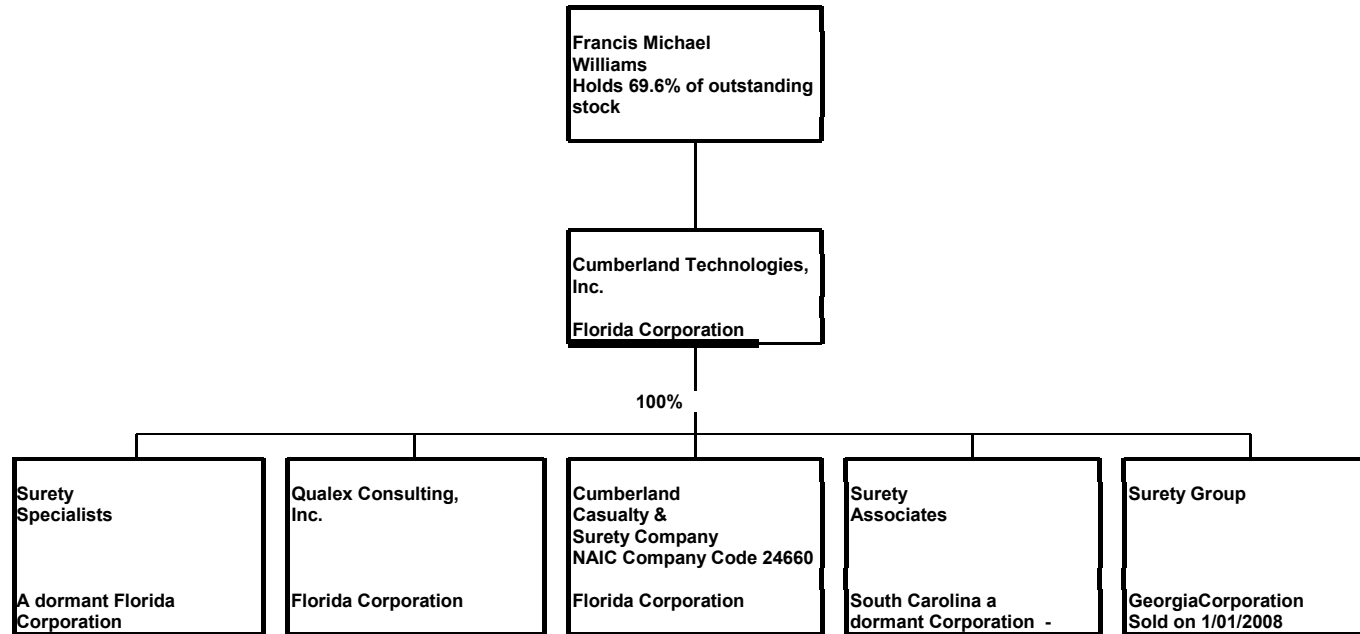 Francis Michael
Williams
Holds 69.6% of outstanding
stock
Cumberland Technologies,
Inc.
Florida Corporation
100%
Surety
Specialists
A dormant Florida
Corporation
Qualex Consulting,
Inc.
Florida Corporation
Cumberland
Casualty &
Surety Company
NAIC Company Code 24660
Florida Corporation
Surety
Associates
South Carolina a
dormant Corporation -
Surety Group
GeorgiaCorporation
Sold on 1/01/2008